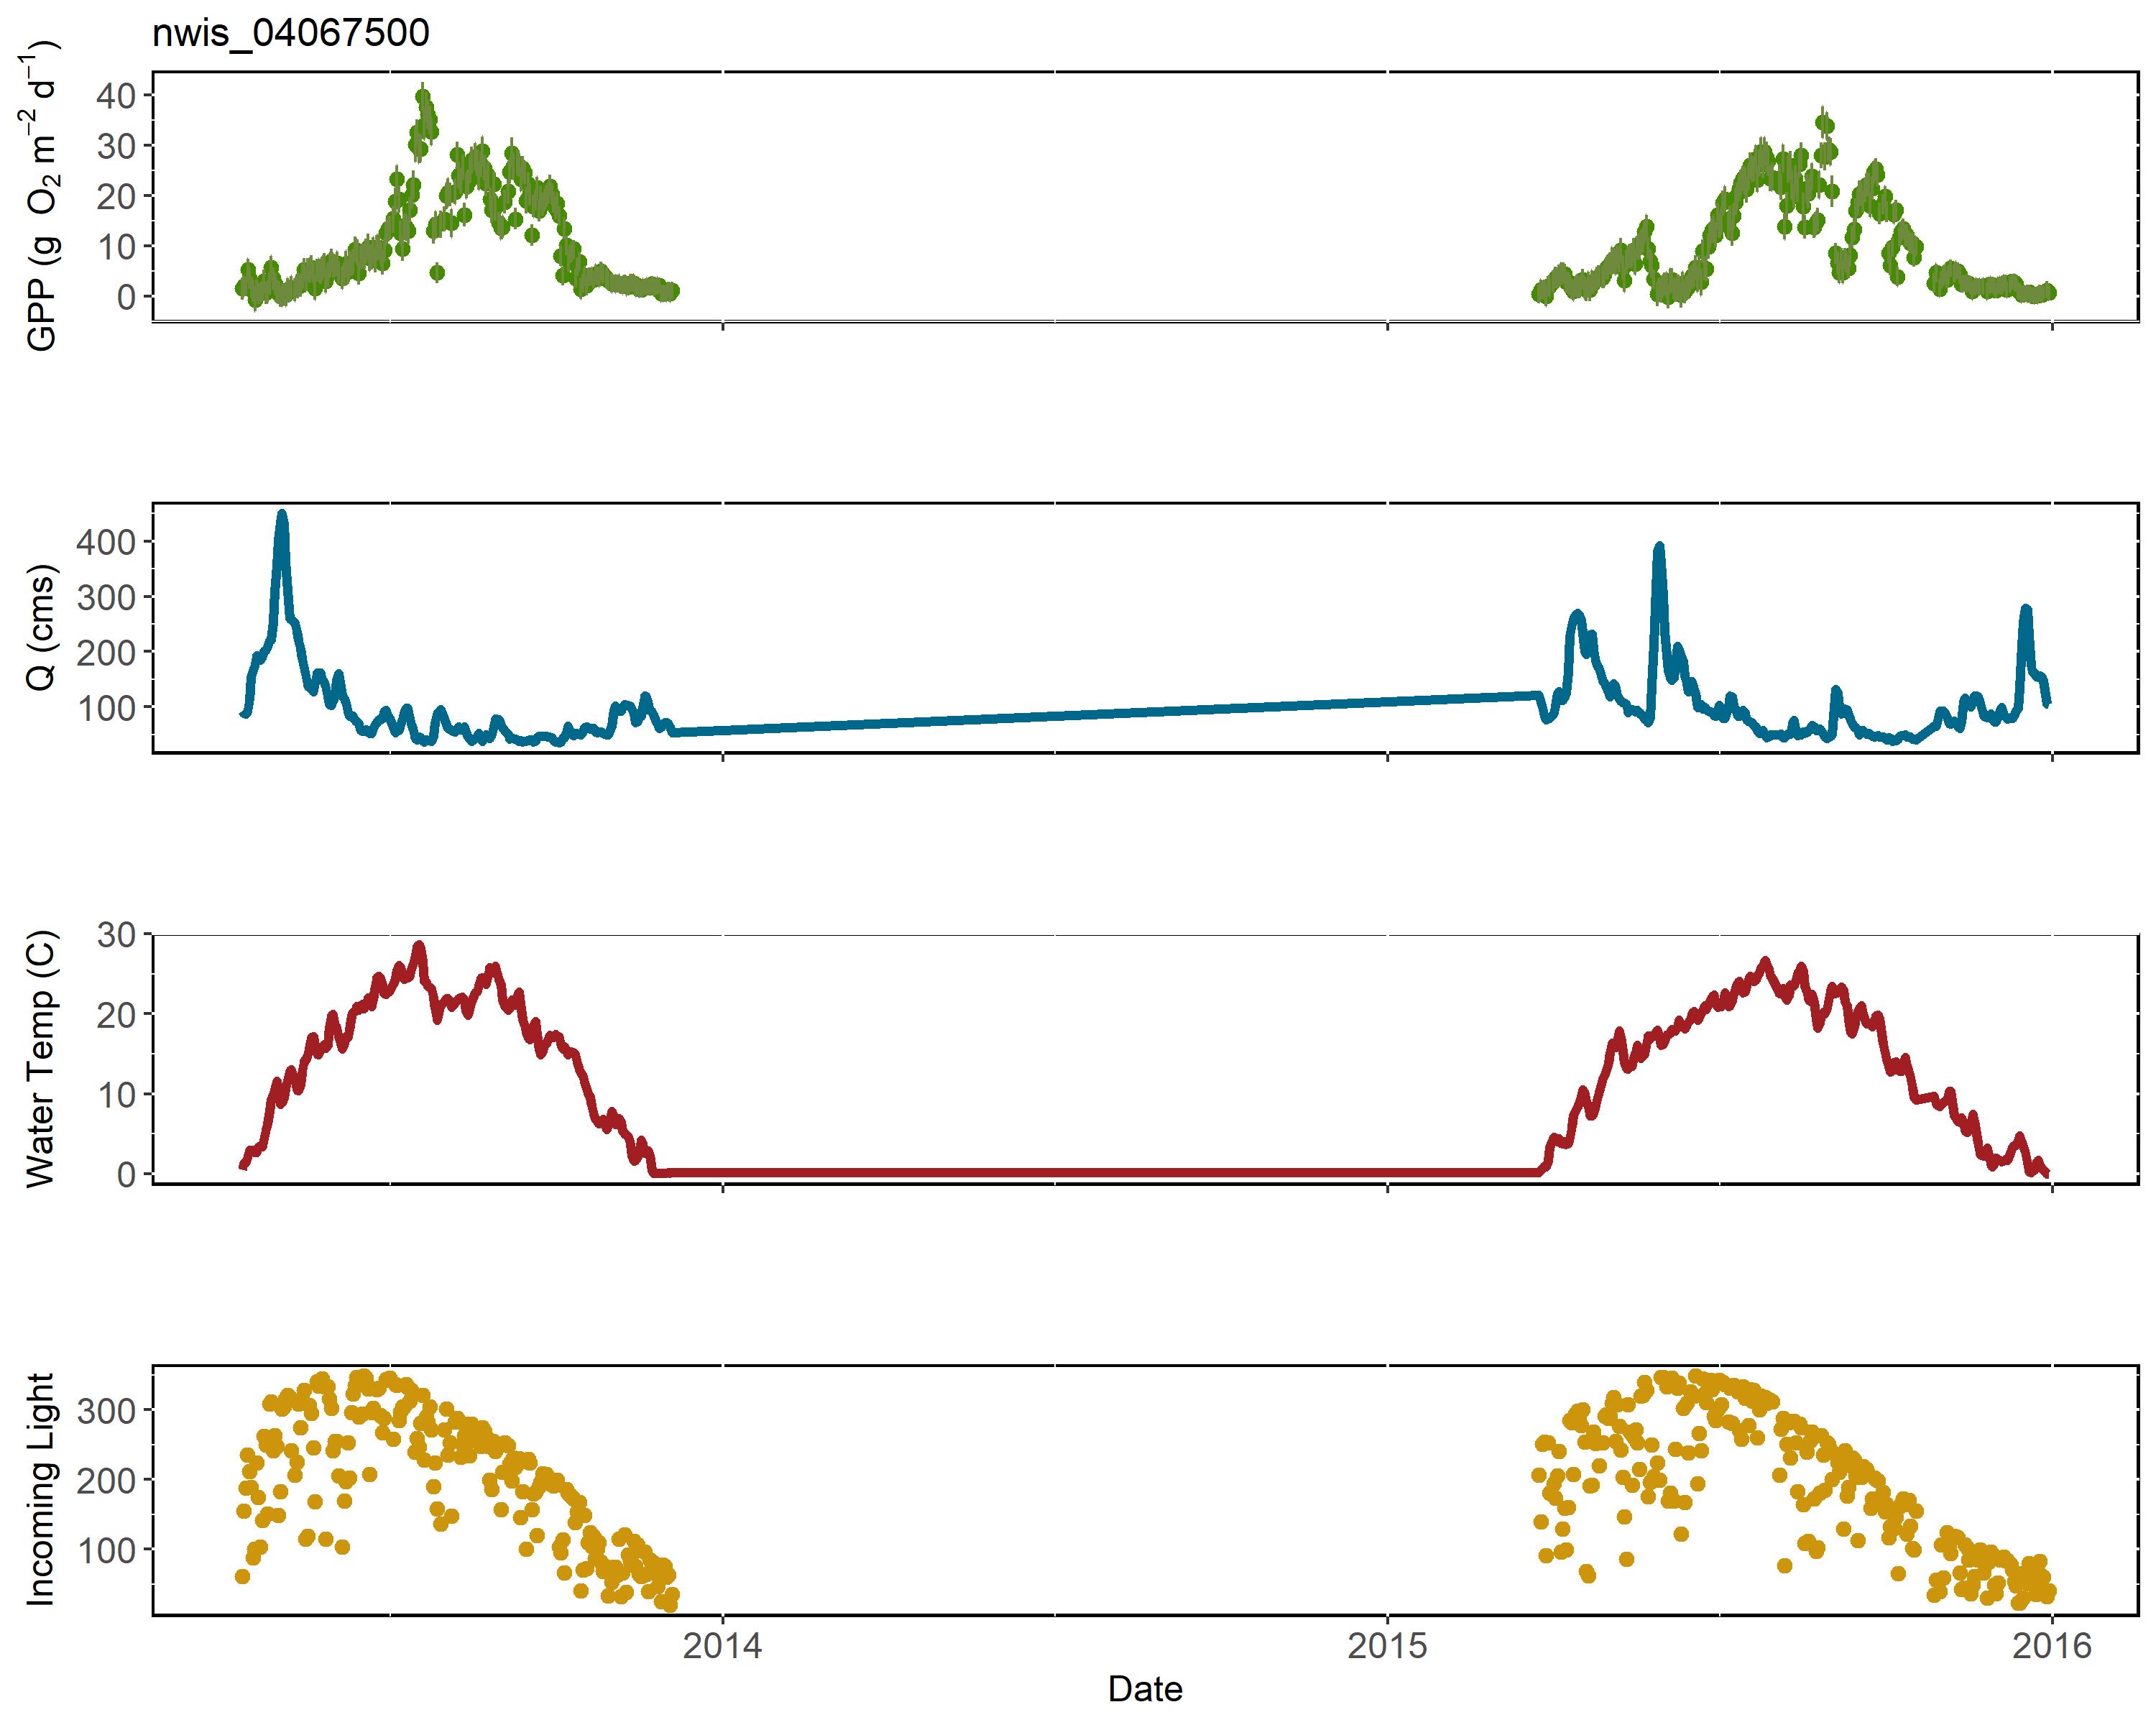 nwis_04067500
GPP (g O₂ m⁻² d⁻¹)
40
30
20
10
0
Q (cms)
400
300
200
100
Water Temp (C)
30
20
10
0
Incoming Light
300
200
100
2014 2015 2016
Date